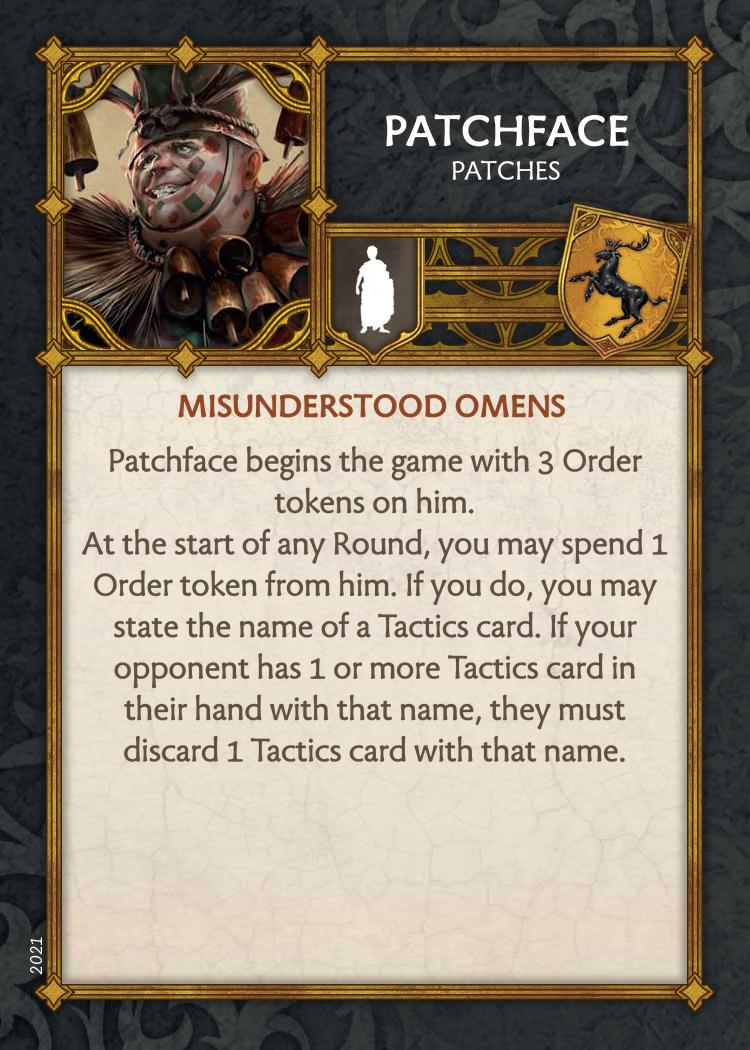 PATCHFACE
PATCHES
MISUNDERSTOOD OMENS
Patchface begins the game with 3 Order
tokens on him.
At the start of any Round, you may spend 1
Order token from him. If you do, you may
state the name of a Tactics card. If your
opponent has 1 or more Tactics card in
their hand with that name, they must
discard 1 Tactics card with that name.
2021